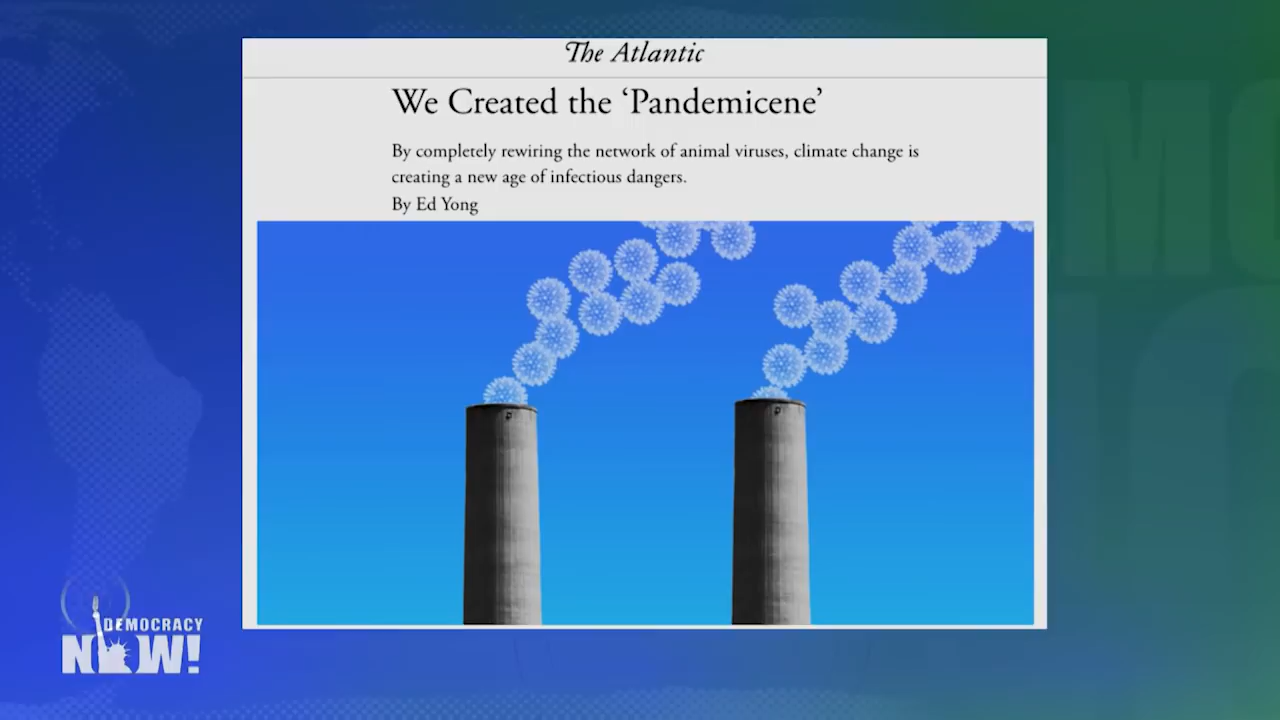 The Atlantic
We Created the ‘Pandemicene’
By completely rewiring the network of animal viruses, climate change is
creating a new age of infectious dangers.
By Ed Yong
DEMOCRACY
NOW!